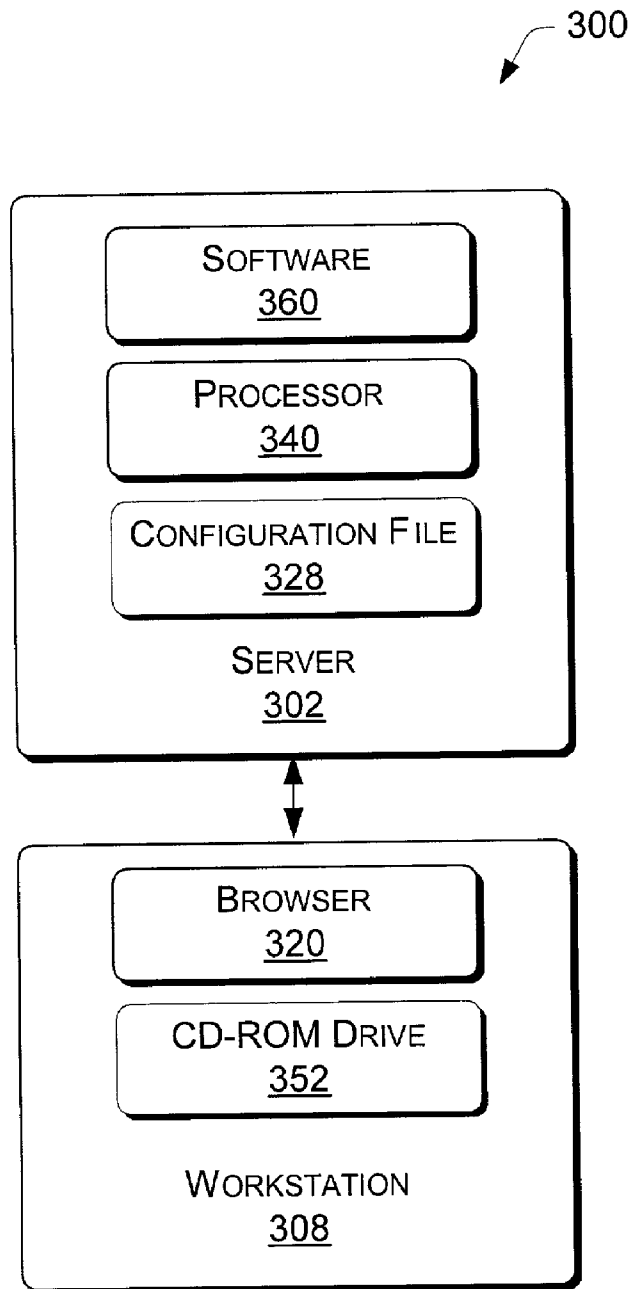 300
SOFTWARE
360
PROCESSOR
340
CONFIGURATION FILE
328
SERVER
302
BROWSER
320
CD-ROM DRIVE
352
WORKSTATION
308